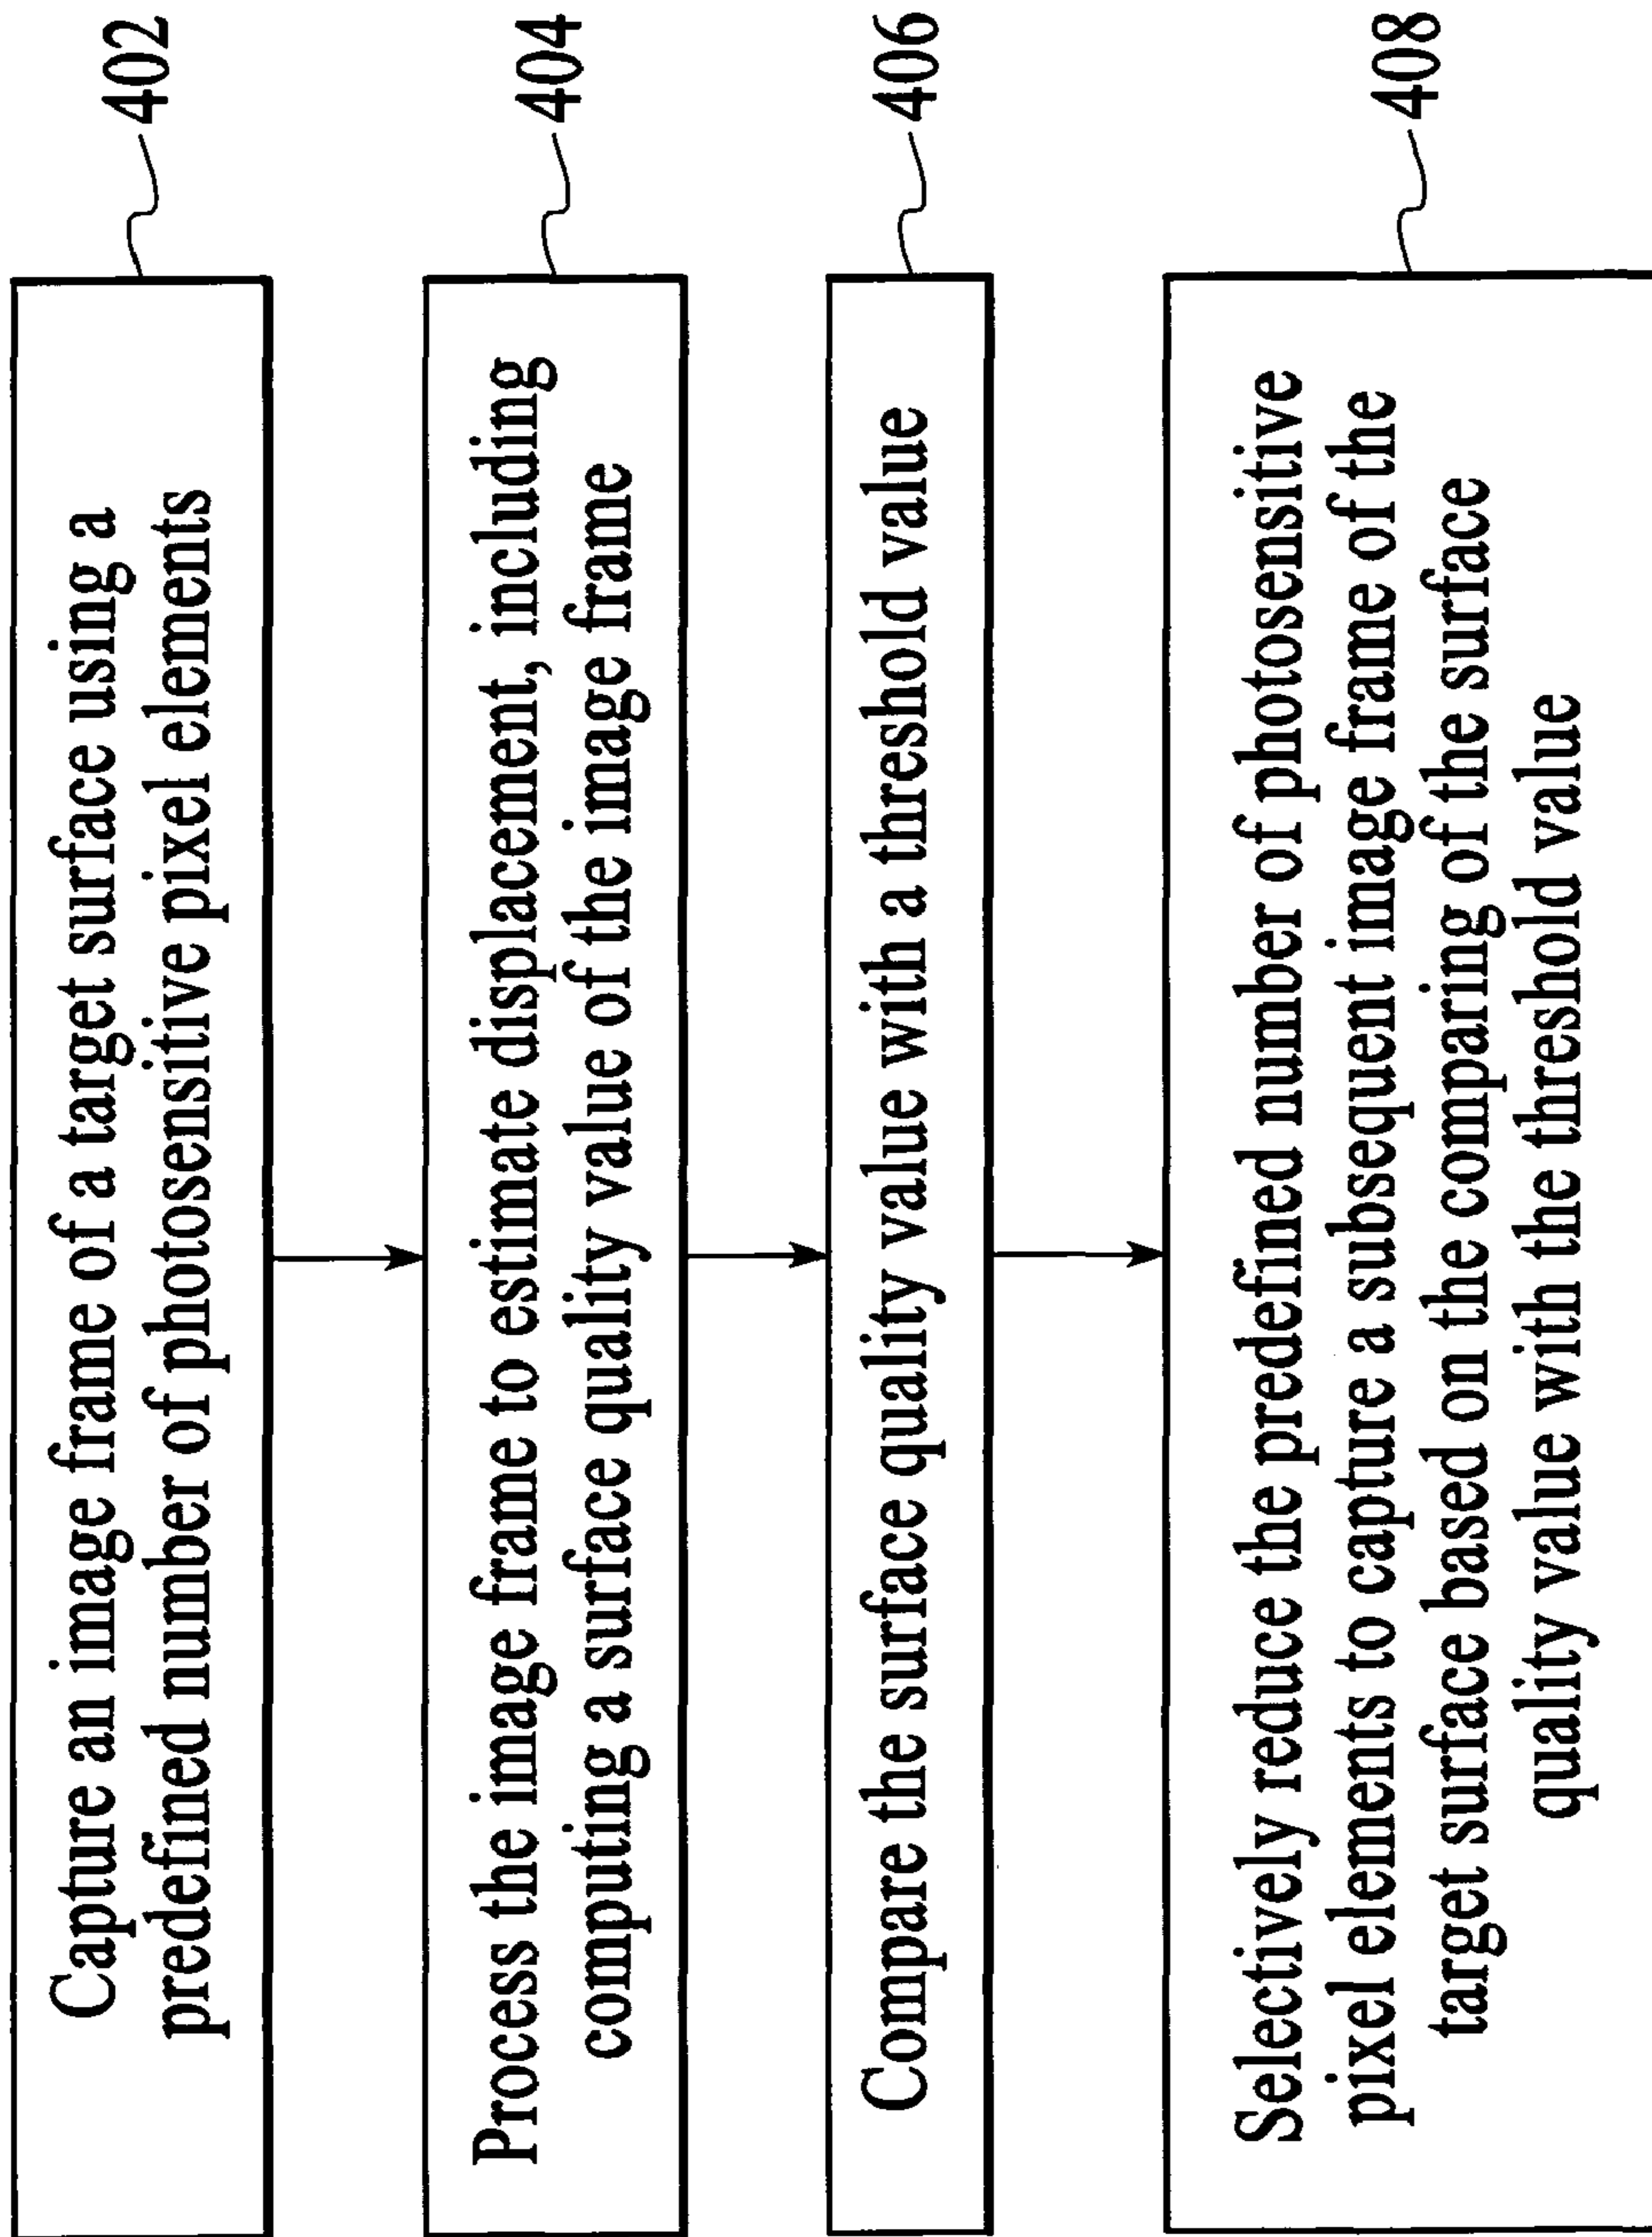 Capture an image frame of a target surface using a
predefined number of photosensitive pixel elements
402
Process the image frame to estimate displacement, including
computing a surface quality value of the image frame
404
Compare the surface quality value with a threshold value
406
Selectively reduce the predefined number of photosensitive
pixel elements to capture a subsequent image frame of the
target surface based on the comparing of the surface
quality value with the threshold value
408